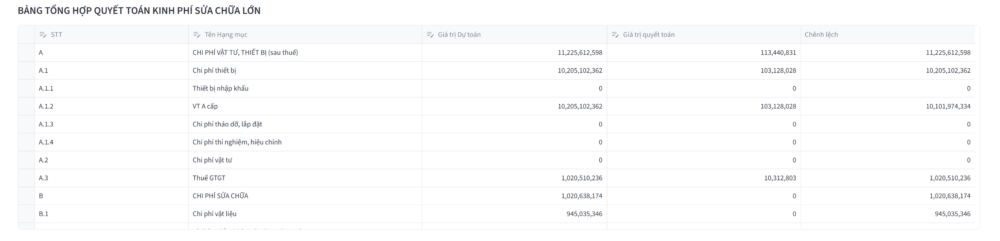 BẢNG TỔNG HỢP QUYẾT TOÁN KINH PHÍ SỬA CHỮA LỚN
STT Tên Hạng mục Giá trị Dự toán Giá trị quyết toán Chênh lệch
A CHI PHÍ VẬT TƯ, THIẾT BỊ (sau thuế) 11,225,612,598 113,440,831 11,225,612,598
A.1 Chi phí thiết bị 10,205,102,362 103,128,028 10,205,102,362
A.1.1 Thiết bị nhập khẩu 0 0 0
A.1.2 VT A cấp 10,205,102,362 103,128,028 10,101,974,334
A.1.3 Chi phí tháo dỡ, lắp đặt 0 0 0
A.1.4 Chi phí thí nghiệm, hiệu chỉnh 0 0 0
A.2 Chi phí vật tư 0 0 0
A.3 Thuế GTGT 1,020,510,236 10,312,803 1,020,510,236
B CHI PHÍ SỬA CHỮA 1,020,638,174 0 1,020,638,174
B.1 Chi phí vật liệu 945,035,346 0 945,035,346